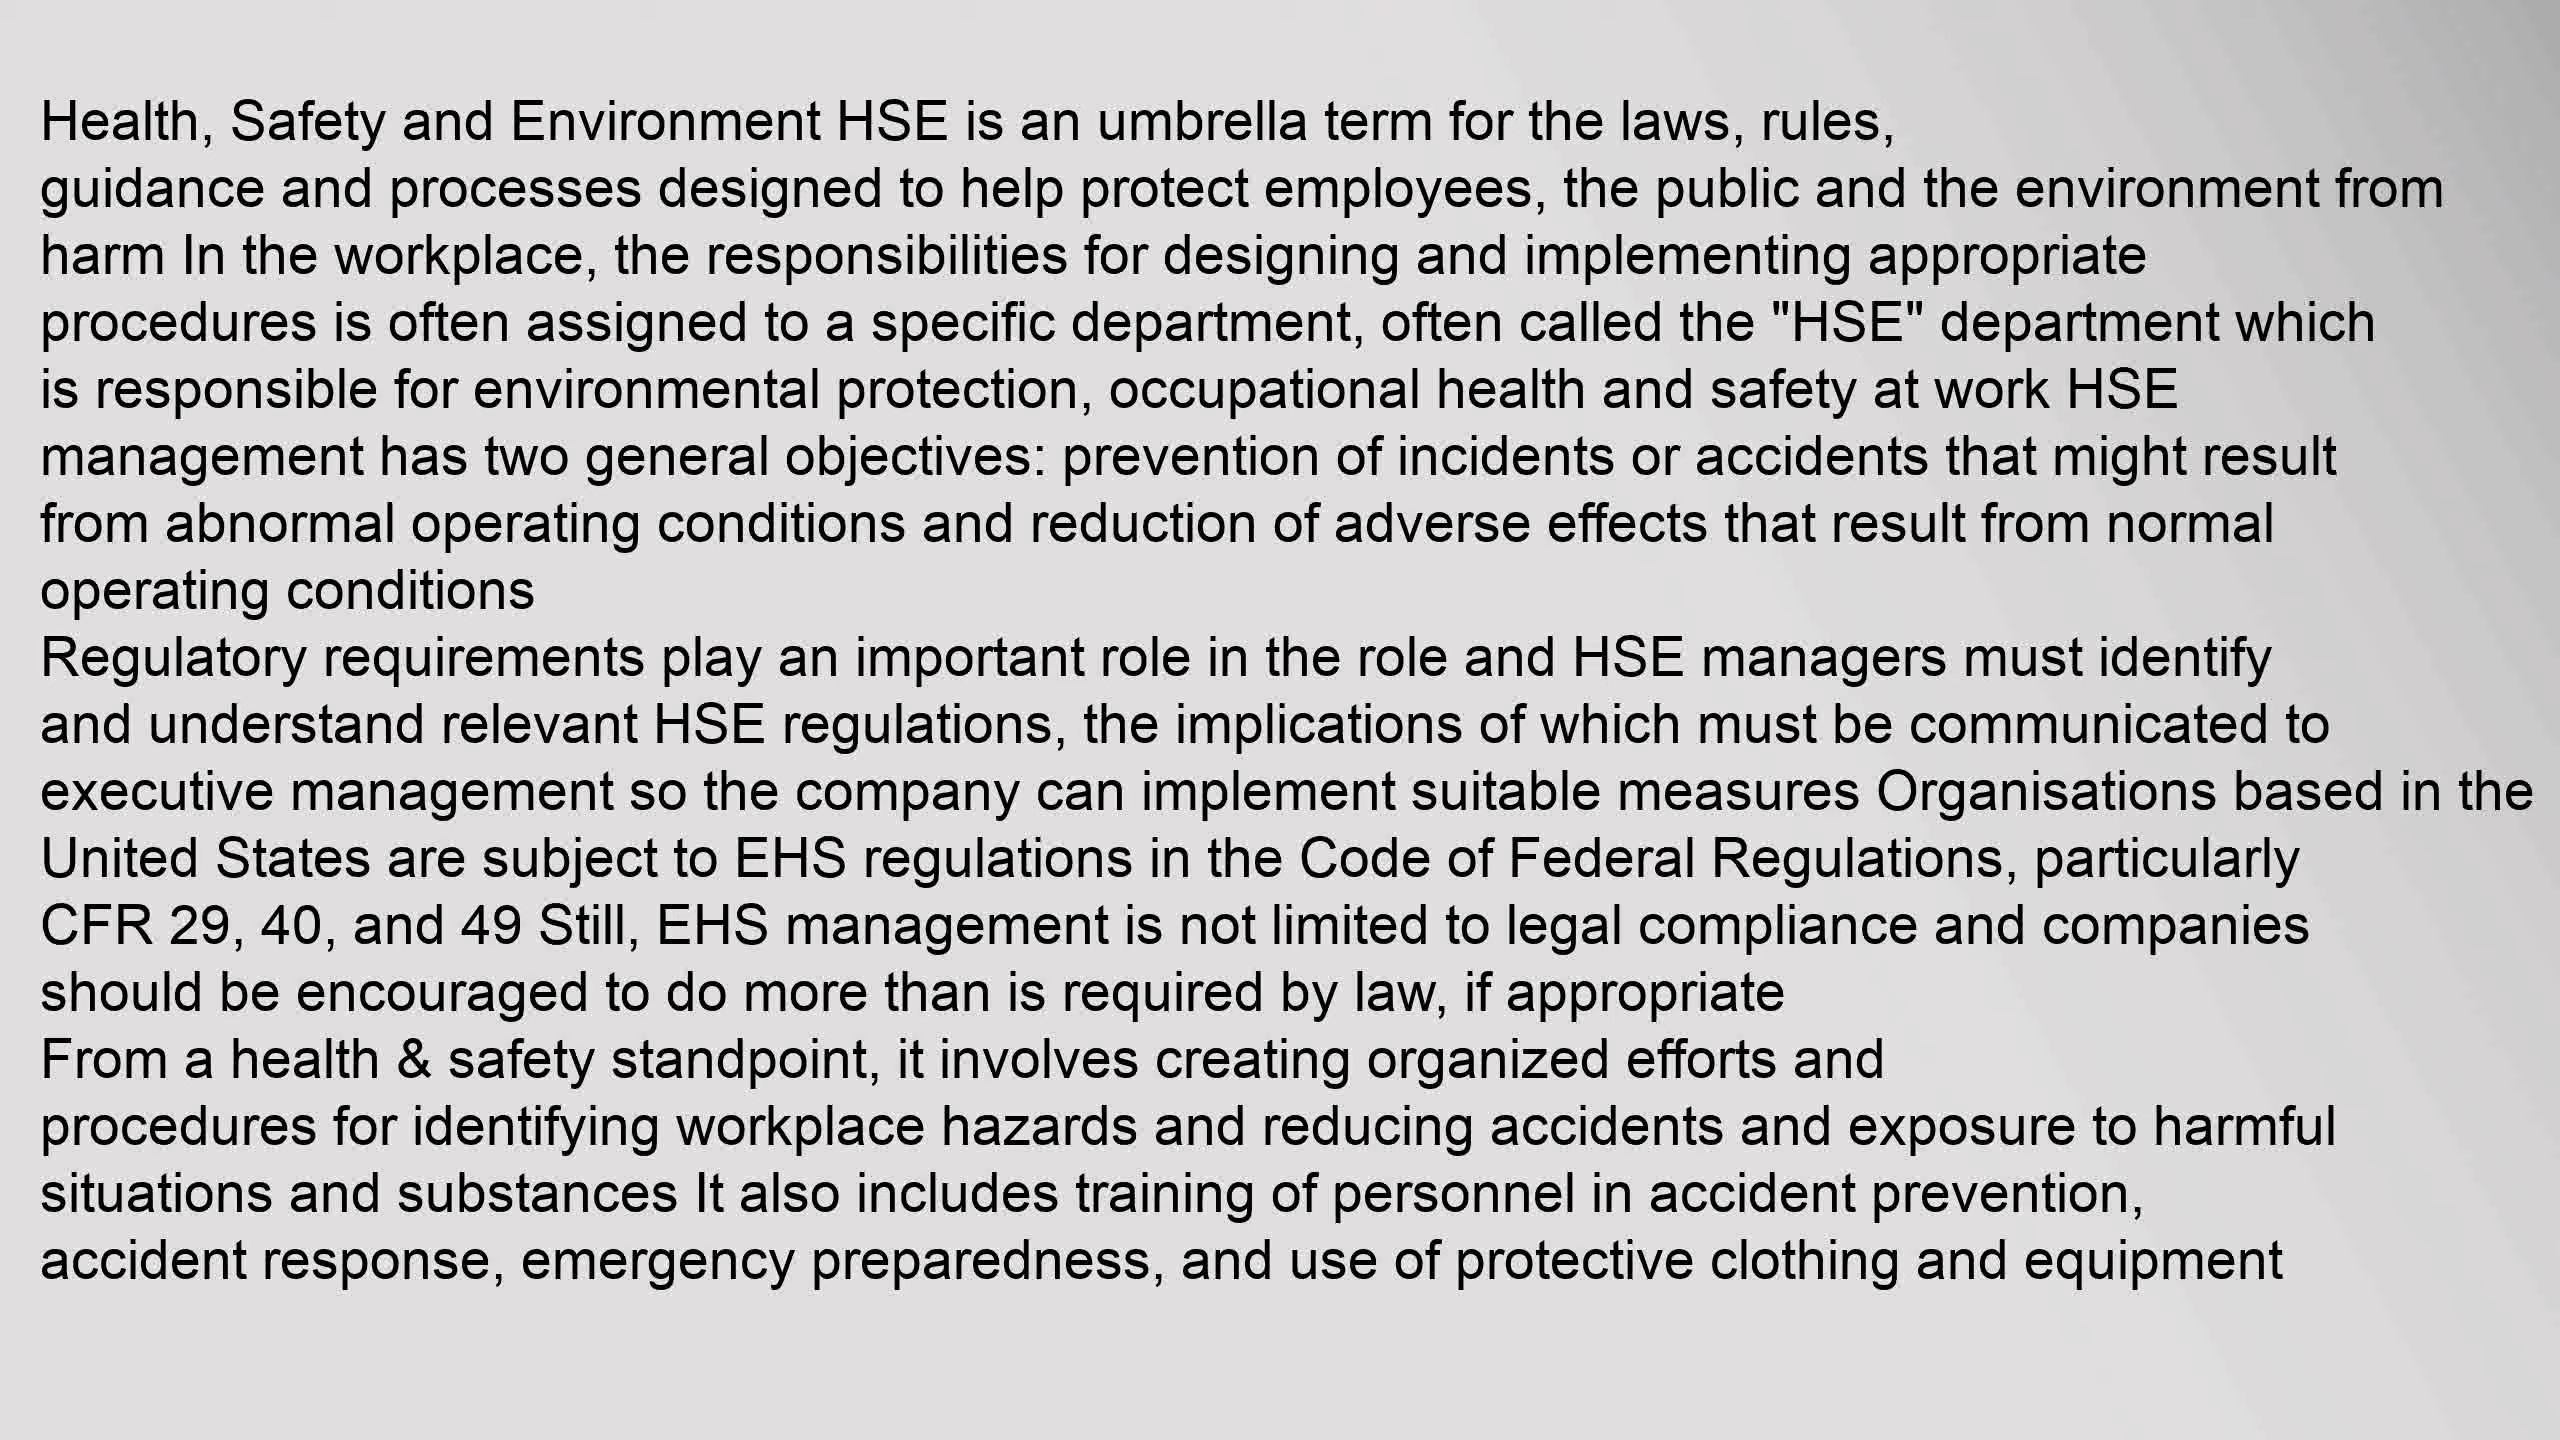 Health, Safety and Environment HSE is an umbrella term for the laws, rules,
guidance and processes designed to help protect employees, the public and the environment from
harm In the workplace, the responsibilities for designing and implementing appropriate
procedures is often assigned to a specific department, often called the "HSE" department which
is responsible for environmental protection, occupational health and safety at work HSE
management has two general objectives: prevention of incidents or accidents that might result
from abnormal operating conditions and reduction of adverse effects that result from normal
operating conditions
Regulatory requirements play an important role in the role and HSE managers must identify
and understand relevant HSE regulations, the implications of which must be communicated to
executive management so the company can implement suitable measures Organisations based in the
United States are subject to EHS regulations in the Code of Federal Regulations, particularly
CFR 29, 40, and 49 Still, EHS management is not limited to legal compliance and companies
should be encouraged to do more than is required by law, if appropriate
From a health & safety standpoint, it involves creating organized efforts and
procedures for identifying workplace hazards and reducing accidents and exposure to harmful
situations and substances It also includes training of personnel in accident prevention,
accident response, emergency preparedness, and use of protective clothing and equipment